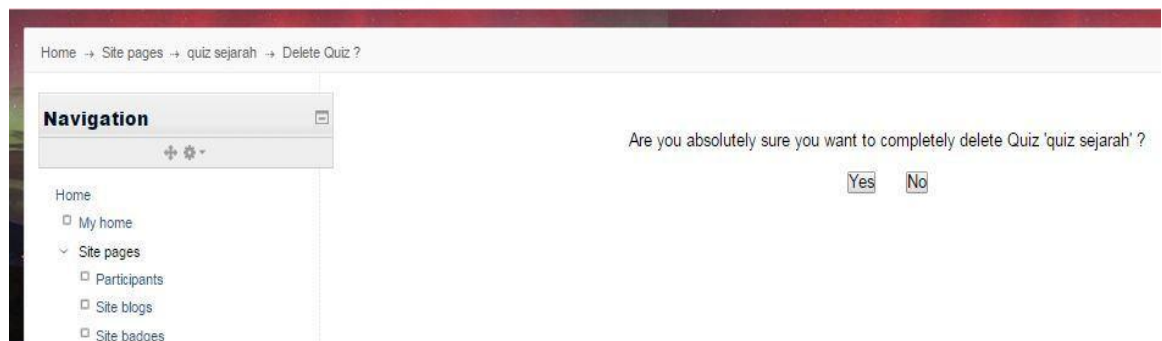 Home → Site pages → quiz sejarah → Delete Quiz ?
Navigation
Are you absolutely sure you want to completely delete Quiz 'quiz sejarah' ?
Yes No
Home
My home
Site pages
Participants
Site blogs
Site badges